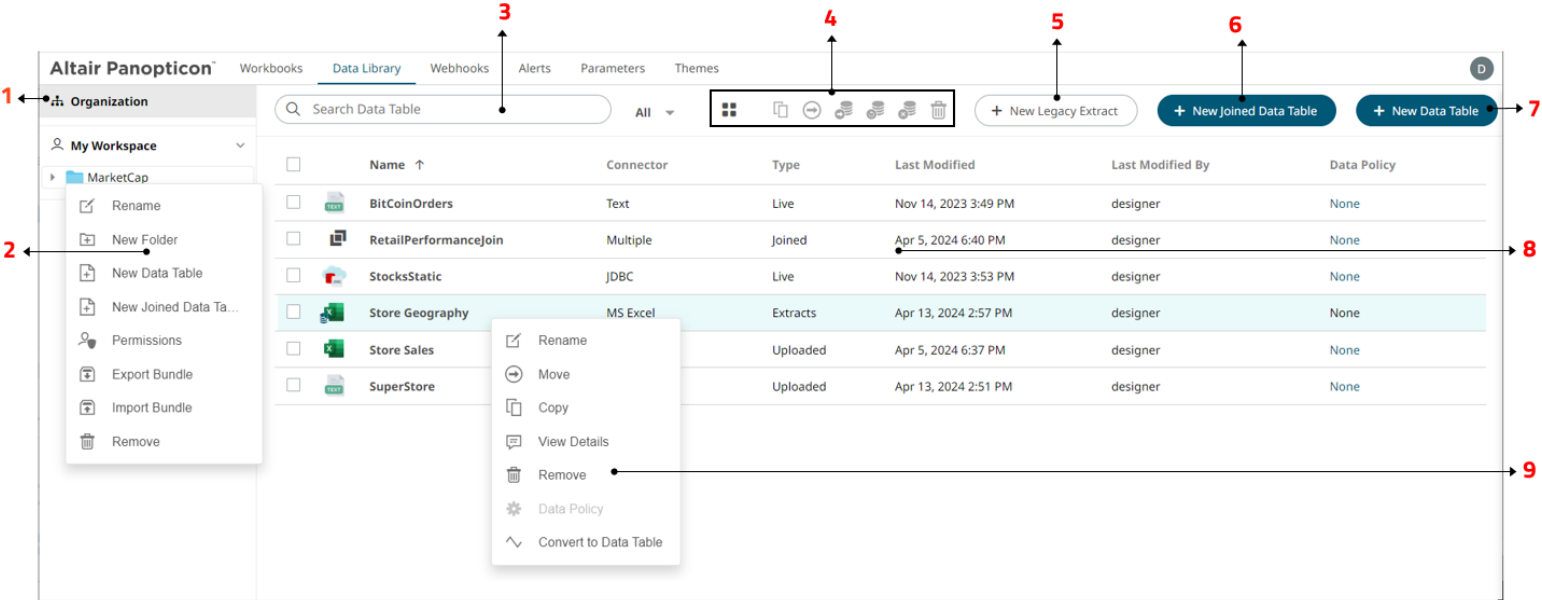 3
4
5
6
Altair Panopticon™ Workbooks Data Library Webhooks Alerts Parameters Themes D
1 Organization
Search Data Table All + New Legacy Extract + New Joined Data Table + New Data Table 7
My Workspace
MarketCap
Name ↑ Connector Type Last Modified Last Modified By Data Policy
TEXT BitCoinOrders Text Live Nov 14, 2023 3:49 PM designer None
RetailPerformanceJoin Multiple Joined Apr 5, 2024 6:40 PM designer None
8
StocksStatic JDBC Live Nov 14, 2023 3:53 PM designer None
Store Geography MS Excel Extracts Apr 13, 2024 2:57 PM designer None
Store Sales Uploaded Apr 5, 2024 6:37 PM designer None
TEXT SuperStore Uploaded Apr 13, 2024 2:51 PM designer None
Rename
2 New Folder
New Data Table
New Joined Data Ta...
Permissions
Export Bundle
Import Bundle
Remove
Rename
Move
Copy
View Details
Remove 9
Data Policy
Convert to Data Table